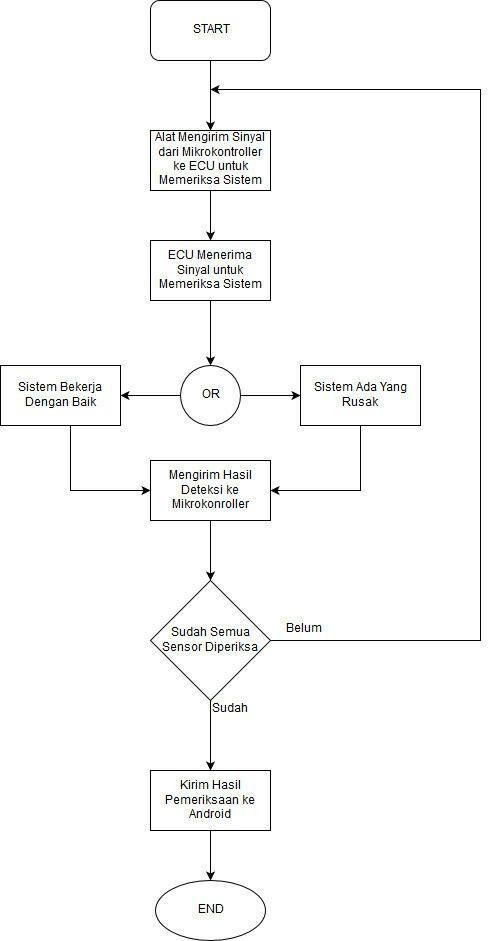 START
Alat Mengirim Sinyal
dari Mikrokontroller
ke ECU untuk
Memeriksa Sistem
ECU Menerima
Sinyal untuk
Memeriksa Sistem
Sistem Bekerja
Dengan Baik
OR
Sistem Ada Yang
Rusak
Mengirim Hasil
Deteksi ke
Mikrokonroller
Sudah Semua
Sensor Diperiksa
Belum
Sudah
Kirim Hasil
Pemeriksaan ke
Android
END